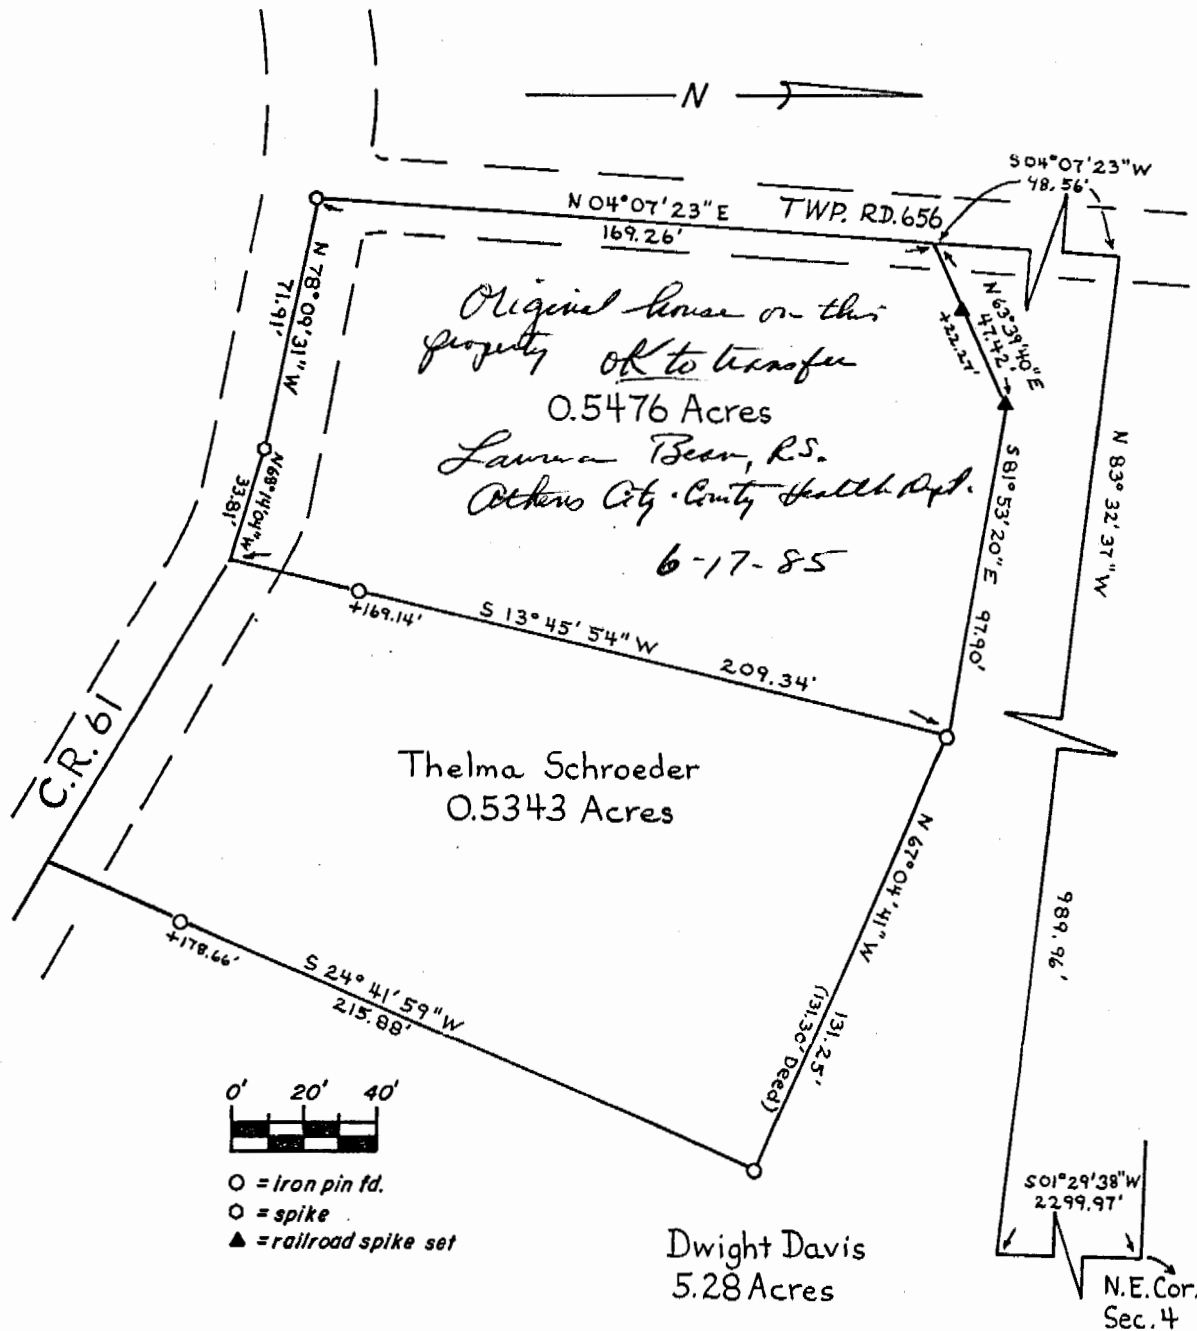 N
S 04° 07' 23" W
48.56'
N 04° 07' 23" E
169.26'
TWP. RD. 656
N 78° 09' 31" W
71.91'
N 63° 39' 40" E
47.42'
+22.27'
Original house on this
property OK to transfer
0.5476 Acres
Bean, R.S.
Athens City-County Health Dept.
6-17-85
N 68° 14' 04" W
33.81'
S 81° 53' 20" E 97.90'
N 83° 32' 37" W
989.96'
+169.14'
S 13° 45' 54" W
209.34'
C.R. 61
Thelma Schroeder
0.5343 Acres
N 67° 04' 41" W
131.25'
(131.30' Deed)
+178.66'
S 24° 41' 59" W
215.88'
0' 20' 40'
= iron pin fd.
= spike
= railroad spike set
Dwight Davis
5.28 Acres
S 01° 29' 38" W
2299.97'
N.E. Cor.
Sec. 4